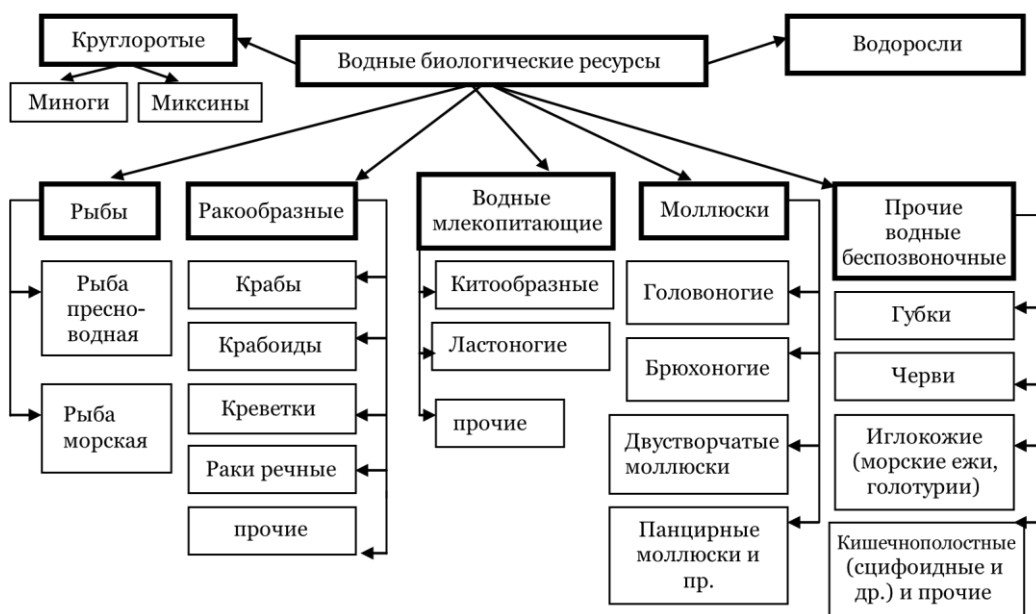 Круглоротые
Водные биологические ресурсы
Водоросли
Миноги
Миксины
Рыбы
Рыба
пресно-
водная
Рыба
морская
Ракообразные
Крабы
Крабоиды
Креветки
Раки речные
прочие
Водные
млекопитающие
Китообразные
Ластоногие
прочие
Моллюски
Головоногие
Брюхоногие
Двустворчатые
моллюски
Панцирные
моллюски и
пр.
Прочие
водные
беспозвоночные
Губки
Черви
Иглокожие
(морские ежи,
голотурии)
Кишечнополостные
(сцифоидные и
др.) и прочие